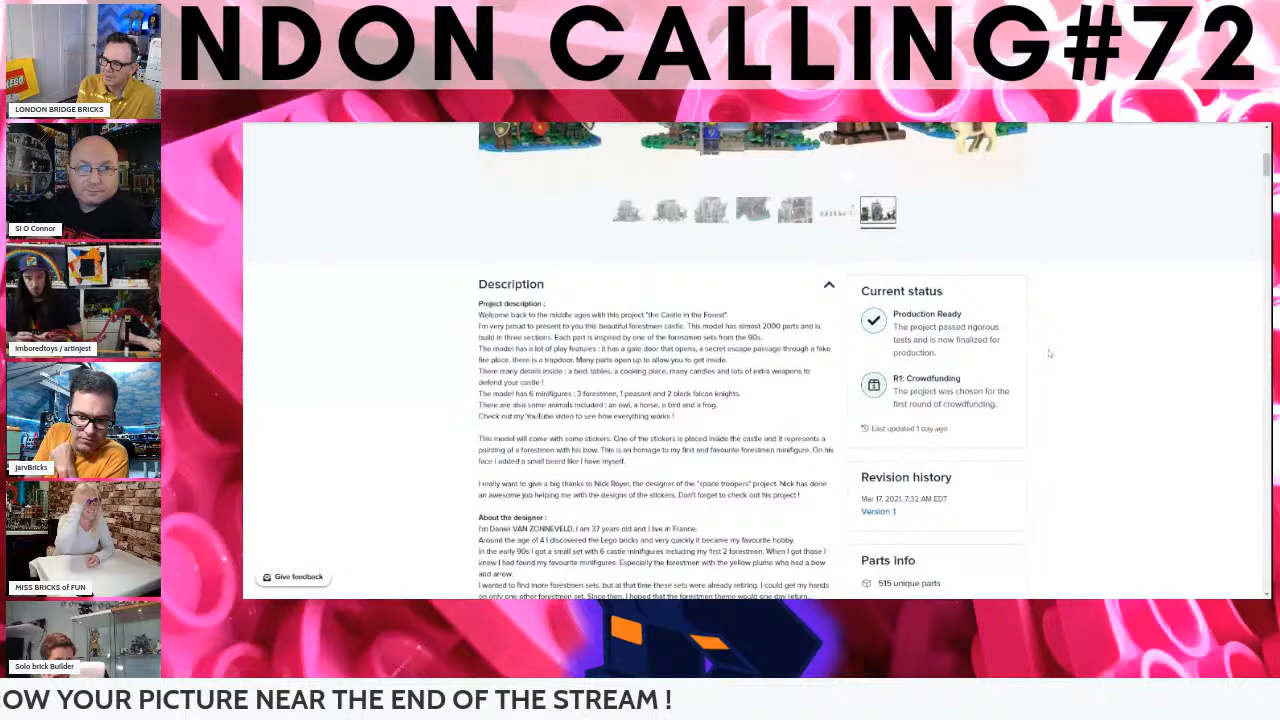 NDON CALLING#72
LEGO
LONDON BRIDGE BRICKS
SI O Connor
imboredtoys / artinjest
JarvBricks
MISS BRICKS of FUN
Solo brick Builder
Description
Project description :
Welcome back to the middle ages with this project "the Castle in the Forest".
I'm very proud to present to you this beautiful forestmen castle. This model has almost 2000 parts and is
build in three sections. Each part is inspired by one of the forestmen sets from the 90s.
The model has a lot of play features : it has a gate door that opens, a secret escape passage through a fake
fire place, there is a trapdoor. Many parts open up to allow you to get inside.
There many details inside : a bed, tables, a cooking place, many candles and lots of extra weapons to
defend your castle !
The model has 6 minifigures : 3 forestmen, 1 peasant and 2 black falcon knights.
There are also some animals included : an owl, a horse, a bird and a frog.
Check out my YouTube video to see how everything works !
This model will come with some stickers. One of the stickers is placed inside the castle and it represents a
painting of a forestmen with his bow. This is an homage to my first and favourite forestmen minifigure. On his
face I added a small beard like I have myself.
I really want to give a big thanks to Nick Royer, the designer of the "space troopers" project. Nick has done
an awesome job helping me with the designs of the stickers. Don't forget to check out his project !
About the designer :
I'm Daniel VAN ZONNEVELD, I am 37 years old and I live in France.
Around the age of 4 I discovered the Lego bricks and very quickly it became my favourite hobby.
In the early 90s I got a small set with 6 castle minifigures including my first 2 forestmen. When I got those I
knew I had found my favourite minifigures. Especially the forestmen with the yellow plume who had a bow
and arrow.
I wanted to find more forestmen sets, but at that time these sets were already retiring. I could get my hands
on only one other forestmen set. Since then, I hoped that the forestmen theme would one day return...
Current status
Production Ready
The project passed rigorous
tests and is now finalized for
production.
R1: Crowdfunding
The project was chosen for the
first round of crowdfunding.
Last updated 1 day ago
Revision history
Mar 17, 2021, 7:32 AM EDT
Version 1
Parts info
515 unique parts
Give feedback
OW YOUR PICTURE NEAR THE END OF THE STREAM !